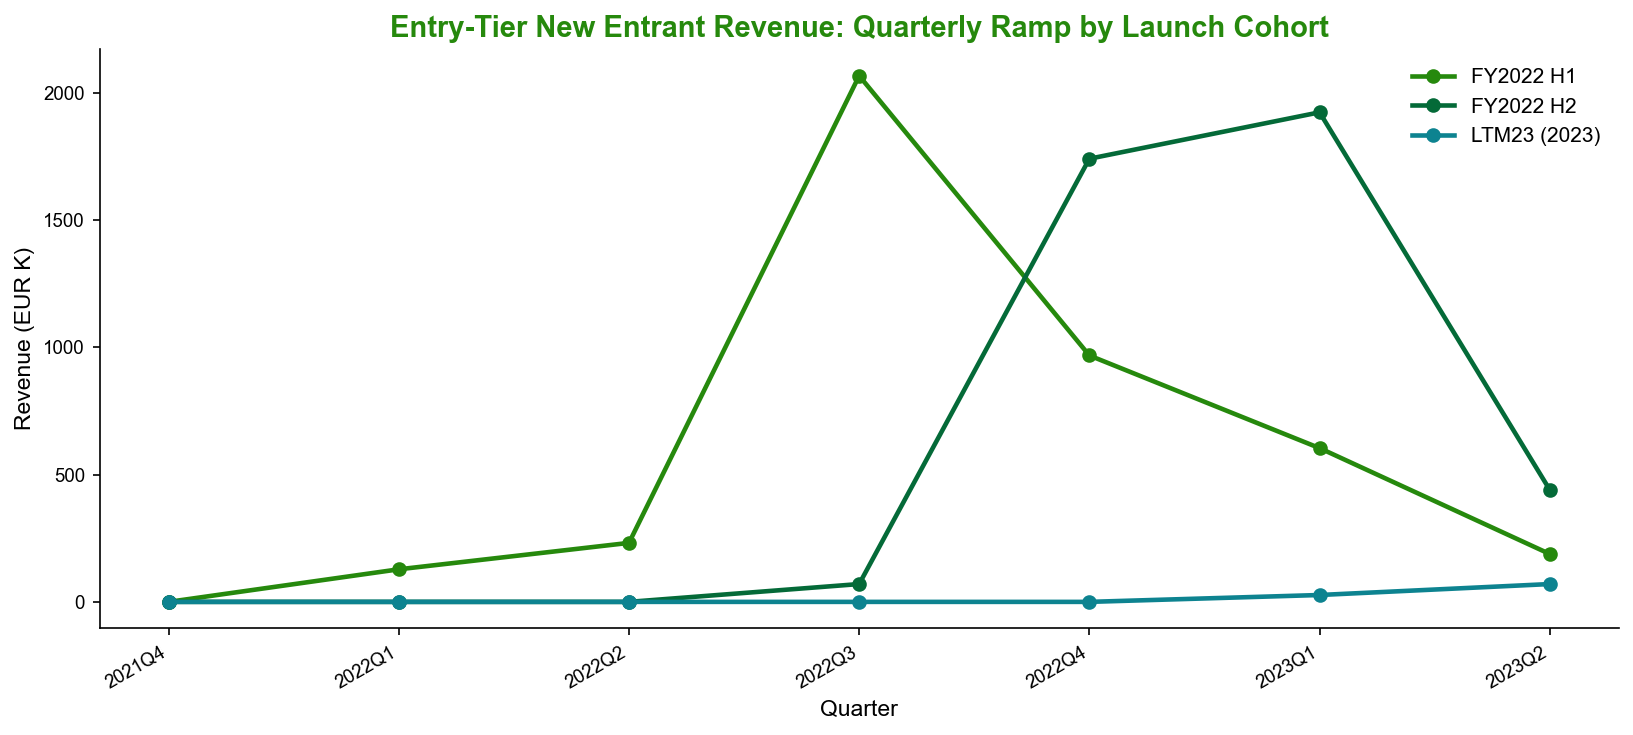 Entry-Tier New Entrant Revenue: Quarterly Ramp by Launch Cohort
FY2022 H1
FY2022 H2
LTM23 (2023)
Revenue (EUR K)
2000
1500
1000
500
0
2021Q4
2022Q1
2022Q2
2022Q3
2022Q4
2023Q1
2023Q2
Quarter